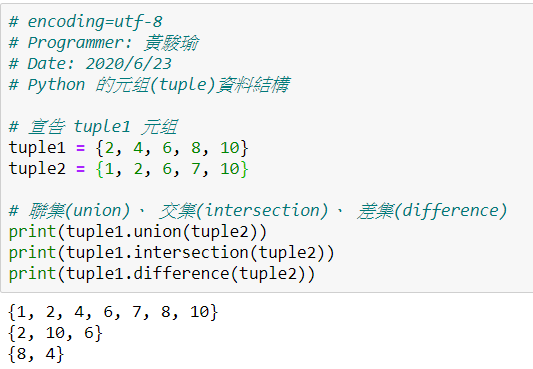 # encoding=utf-8
# Programmer: 黃駿瑜
# Date: 2020/6/23
# Python 的元组(tuple)資料結構
# 宣告 tuple1 元组
tuple1 = {2, 4, 6, 8, 10}
tuple2 = {1, 2, 6, 7, 10}
# 聯集(union)、 交集(intersection)、 差集(difference)
print(tuple1.union(tuple2))
print(tuple1.intersection(tuple2))
print(tuple1.difference(tuple2))
{1, 2, 4, 6, 7, 8, 10}
{2, 10, 6}
{8, 4}